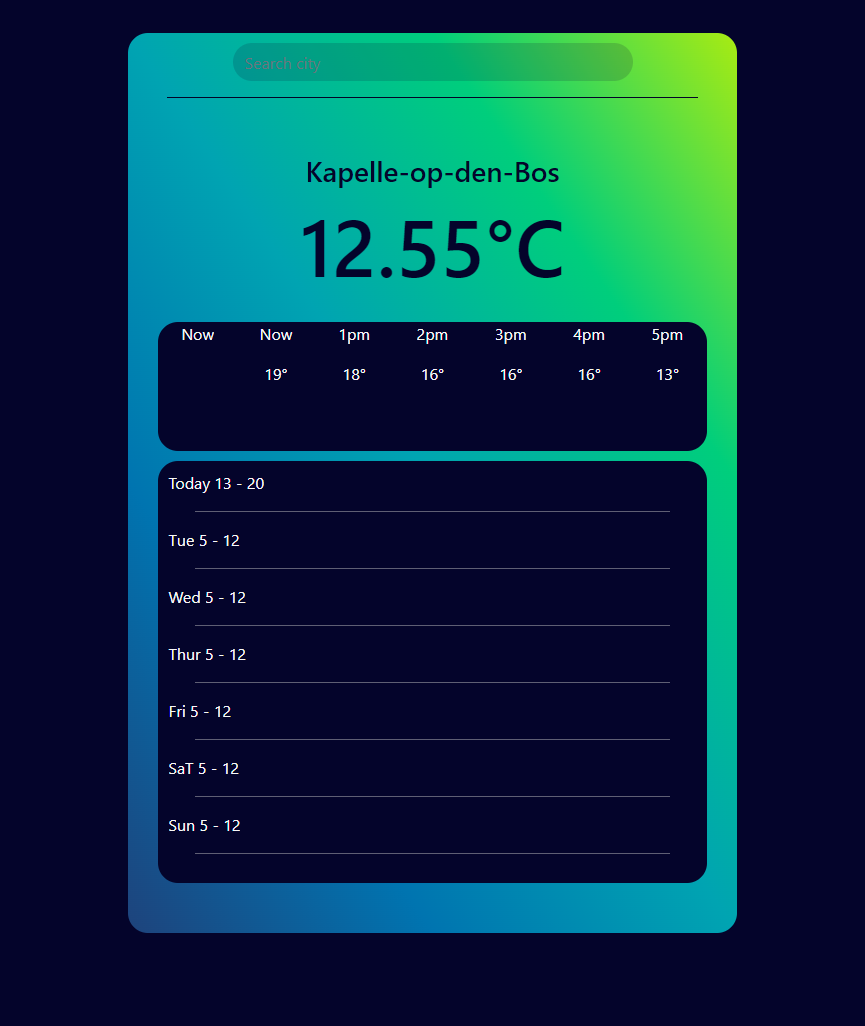 Search city
Kapelle-op-den-Bos
12.55°C
Now Now 1pm 2pm 3pm 4pm 5pm
19° 18° 16° 16° 16° 13°
Today 13 - 20
Tue 5 - 12
Wed 5 - 12
Thur 5 - 12
Fri 5 - 12
SaT 5 - 12
Sun 5 - 12